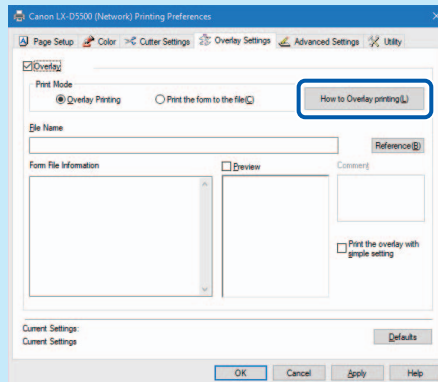 Canon LX-D5500 (Network) Printing Preferences
Page Setup Color Cutter Settings Overlay Settings Advanced Settings Utility
Overlay
Print Mode
Overlay Printing Print the form to the file(C) How to Overlay printing(L)
File Name
Reference(B)
Form File Information Preview Comment
Print the overlay with
simple setting
Current Settings:
Current Settings
Defaults
OK Cancel Apply Help